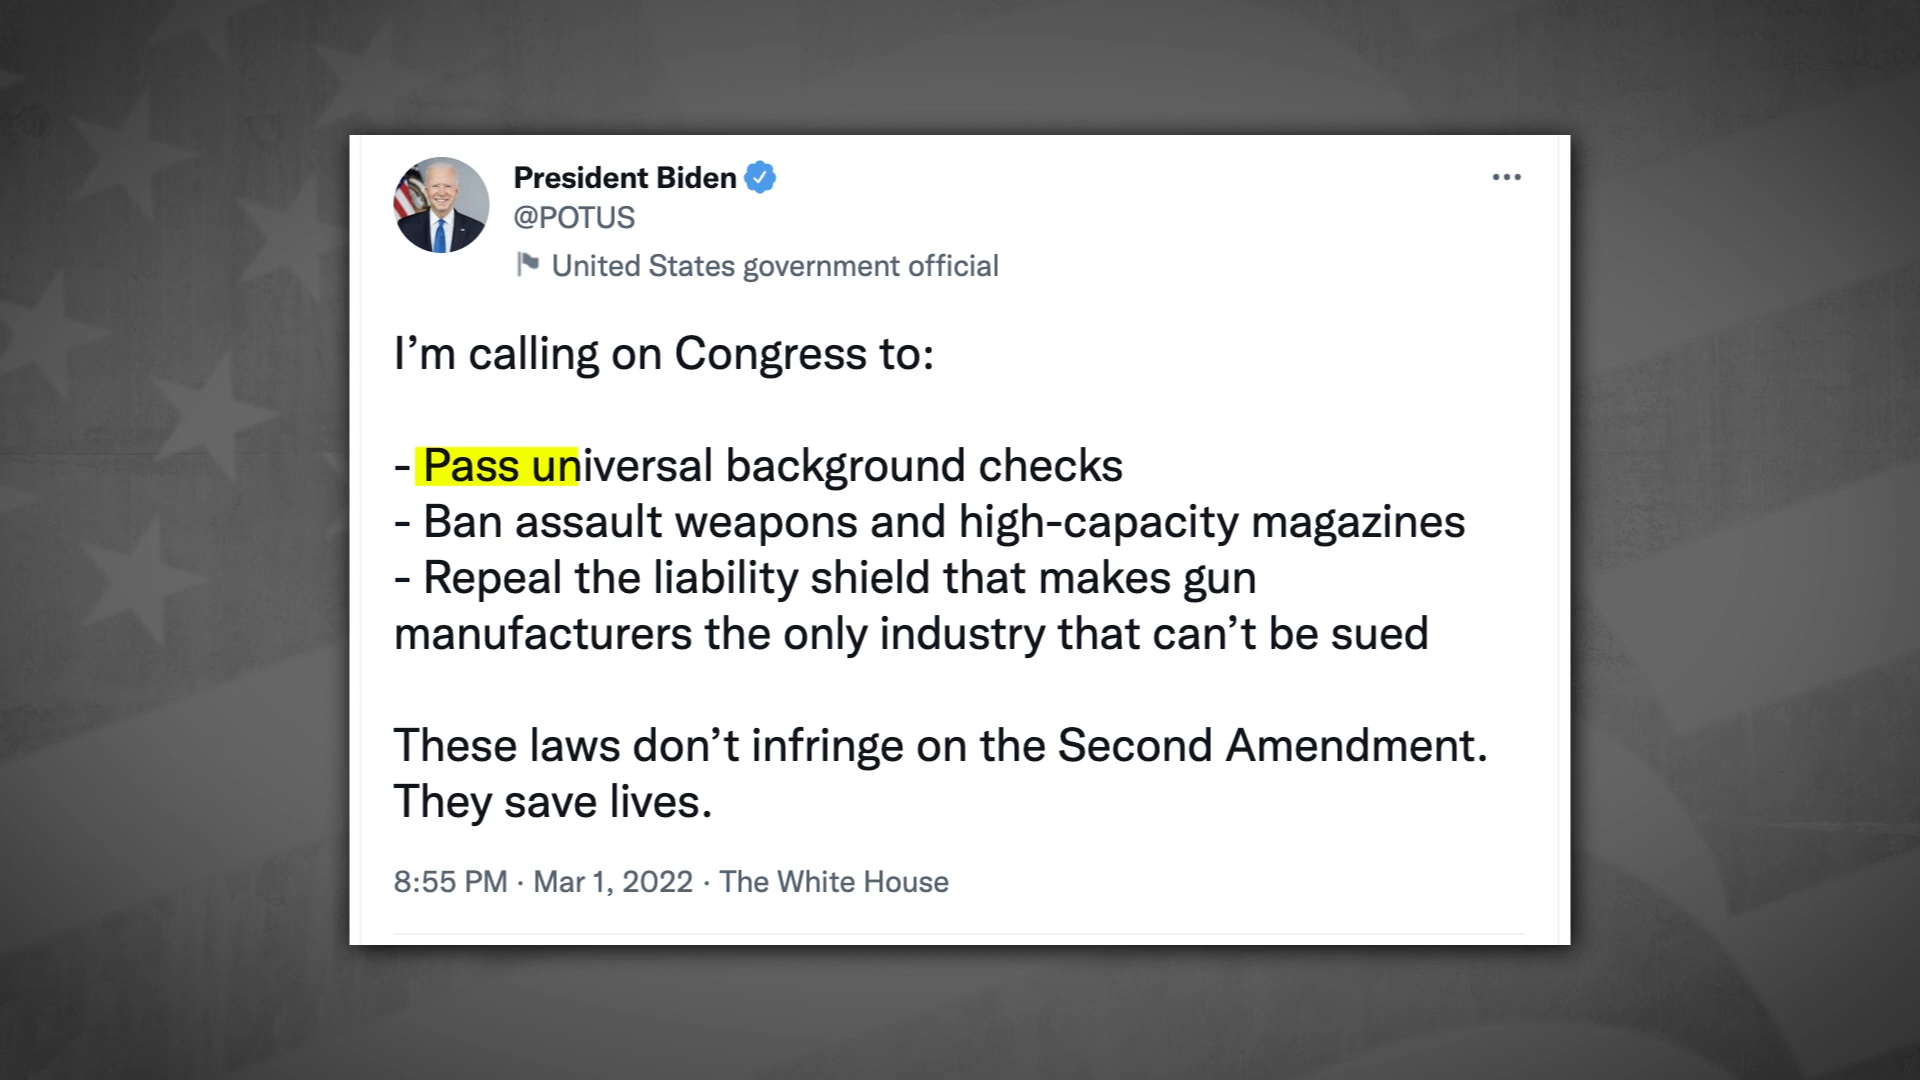 President Biden
@POTUS
United States government official
I’m calling on Congress to:
- Pass universal background checks
- Ban assault weapons and high-capacity magazines
- Repeal the liability shield that makes gun
manufacturers the only industry that can’t be sued
These laws don’t infringe on the Second Amendment.
They save lives.
8:55 PM · Mar 1, 2022 · The White House